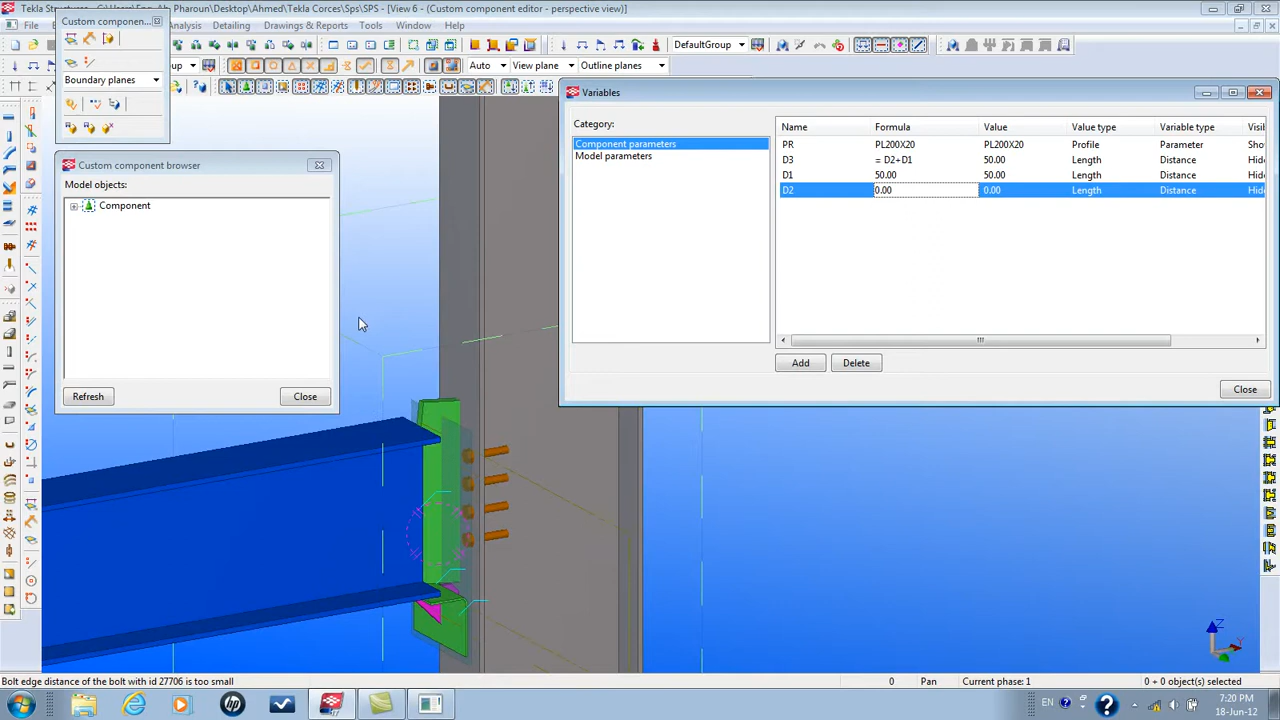 Tekla Structures - [C:\Users\Eng. Ab Pharoun\Desktop\Ahmed\Tekla Corces\Sps\SPS - [View 6 - (Custom component editor - perspective view)]
Custom componen...
File
Analysis Detailing Drawings & Reports Tools Window Help
DefaultGroup
Boundary planes
Auto View plane Outline planes
Custom component browser
Model objects:
Component
Refresh Close
Variables
Category:
Component parameters
Model parameters
Name Formula Value Value type Variable type Visil
PR PL200X20 PL200X20 Profile Parameter Sho
D3 = D2+D1 50.00 Length Distance Hid
D1 50.00 50.00 Length Distance Hid
D2 0.00 0.00 Length Distance Hid
Add Delete
Close
Z
Bolt edge distance of the bolt with id 27706 is too small
0 Pan Current phase: 1 0 + 0 object(s) selected
EN
7:20 PM
18-Jun-12